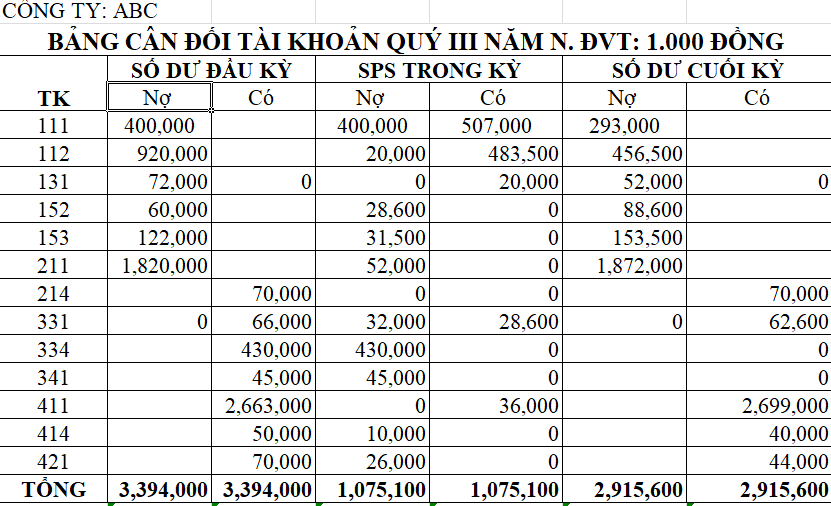 CÔNG TY: ABC
BẢNG CÂN ĐỐI TÀI KHOẢN QUÝ III NĂM N. ĐVT: 1.000 ĐỒNG
SỐ DƯ ĐẦU KỲ SPS TRONG KỲ SỐ DƯ CUỐI KỲ
TK Nợ Có Nợ Có Nợ Có
111 400,000 400,000 507,000 293,000
112 920,000 20,000 483,500 456,500
131 72,000 0 0 20,000 52,000 0
152 60,000 28,600 0 88,600
153 122,000 31,500 0 153,500
211 1,820,000 52,000 0 1,872,000
214 70,000 0 0 70,000
331 0 66,000 32,000 28,600 0 62,600
334 430,000 430,000 0 0
341 45,000 45,000 0 0
411 2,663,000 0 36,000 2,699,000
414 50,000 10,000 0 40,000
421 70,000 26,000 0 44,000
TỔNG 3,394,000 3,394,000 1,075,100 1,075,100 2,915,600 2,915,600